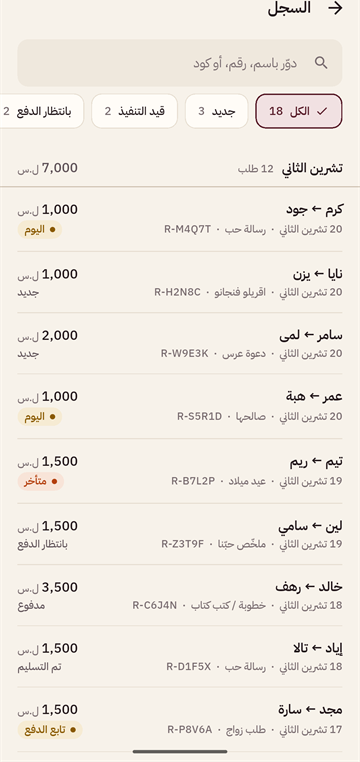 السجل
دوّر باسم، رقم، أو كود
الكل 18 جديد 3 قيد التنفيذ 2 بانتظار الدفع 2
تشرين الثاني 12 طلب 7,000 ل.س
كرم ← جود 1,000 ل.س
20 تشرين الثاني · رسالة حب · R-M4Q7T اليوم
نايا ← يزن 1,000 ل.س
20 تشرين الثاني · اقريلو فنجانو · R-H2N8C جديد
سامر ← لمى 2,000 ل.س
20 تشرين الثاني · دعوة عرس · R-W9E3K جديد
عمر ← هبة 1,000 ل.س
20 تشرين الثاني · صالحها · R-S5R1D اليوم
تيم ← ريم 1,500 ل.س
19 تشرين الثاني · عيد ميلاد · R-B7L2P متأخر
لين ← سامي 1,500 ل.س
19 تشرين الثاني · ملخّص حبّنا · R-Z3T9F بانتظار الدفع
خالد ← رهف 3,500 ل.س
18 تشرين الثاني · خطوبة / كتب كتاب · R-C6J4N مدفوع
إياد ← تالا 1,500 ل.س
18 تشرين الثاني · رسالة حب · R-D1F5X تم التسليم
مجد ← سارة 1,500 ل.س
17 تشرين الثاني · طلب زواج · R-P8V6A تابع الدفع